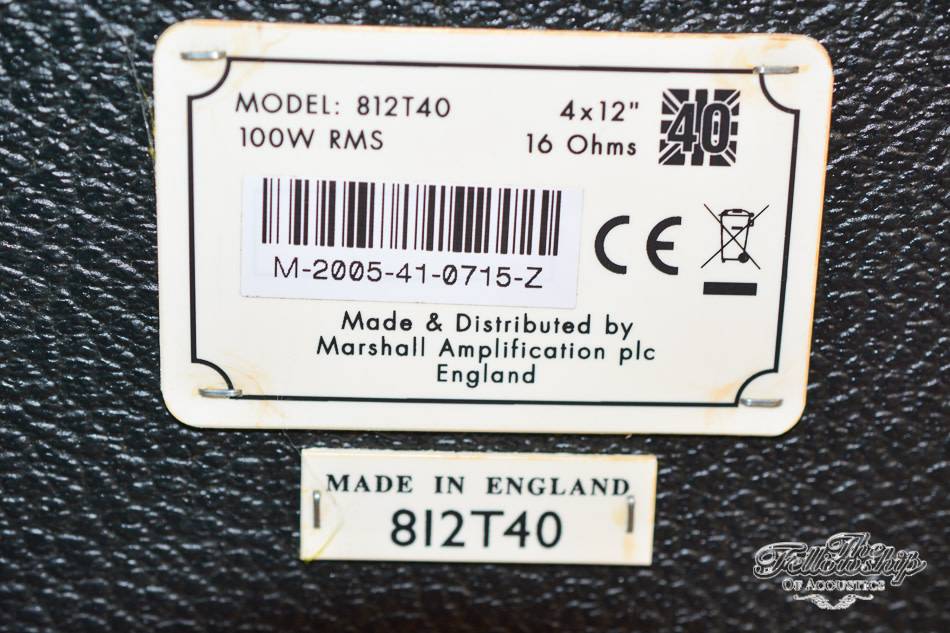 MODEL: 812T40 4x12" 40
100W RMS 16 Ohms
CE
M-2005-41-0715-Z
Made & Distributed by
Marshall Amplification plc
England
MADE IN ENGLAND
812T40
The
Fellowship
OF ACOUSTICS